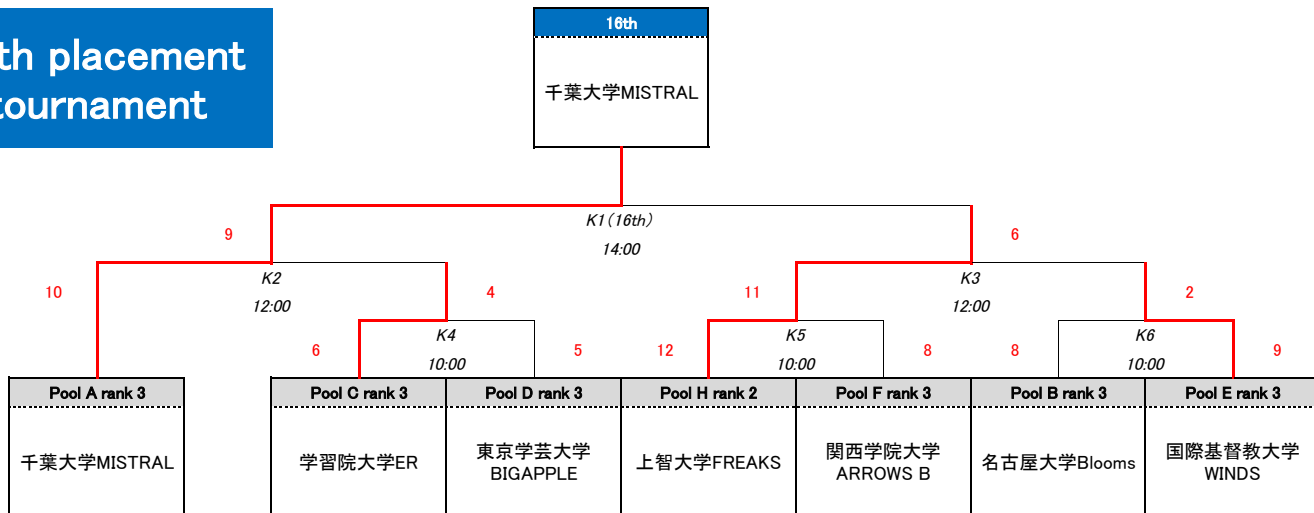 16th
th placement
tournament
千葉大学MISTRAL
K1(16th)
14:00
9
6
K2
12:00
K3
12:00
10
4
11
2
K4
10:00
K5
10:00
K6
10:00
6
5
12
8
8
9
Pool A rank 3
Pool C rank 3
Pool D rank 3
Pool H rank 2
Pool F rank 3
Pool B rank 3
Pool E rank 3
千葉大学MISTRAL
学習院大学ER
東京学芸大学
BIGAPPLE
上智大学FREAKS
関西学院大学
ARROWS B
名古屋大学Blooms
国際基督教大学
WINDS